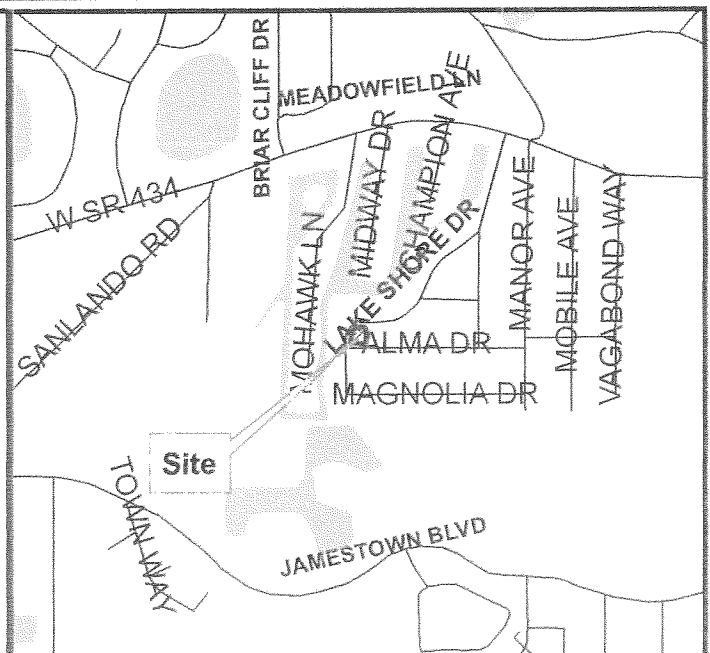 BRIAR CLIFF DR
MEADOWFIELD LN
W SR 434
SANLANDO RD
MOHAWK LN
MIDWAY DR
CHAMPION AVE
LAKE SHORE DR
MANOR AVE
MOBILE AVE
VAGABOND WAY
ALMA DR
MAGNOLIA DR
Site
TOWN WAY
JAMESTOWN BLVD